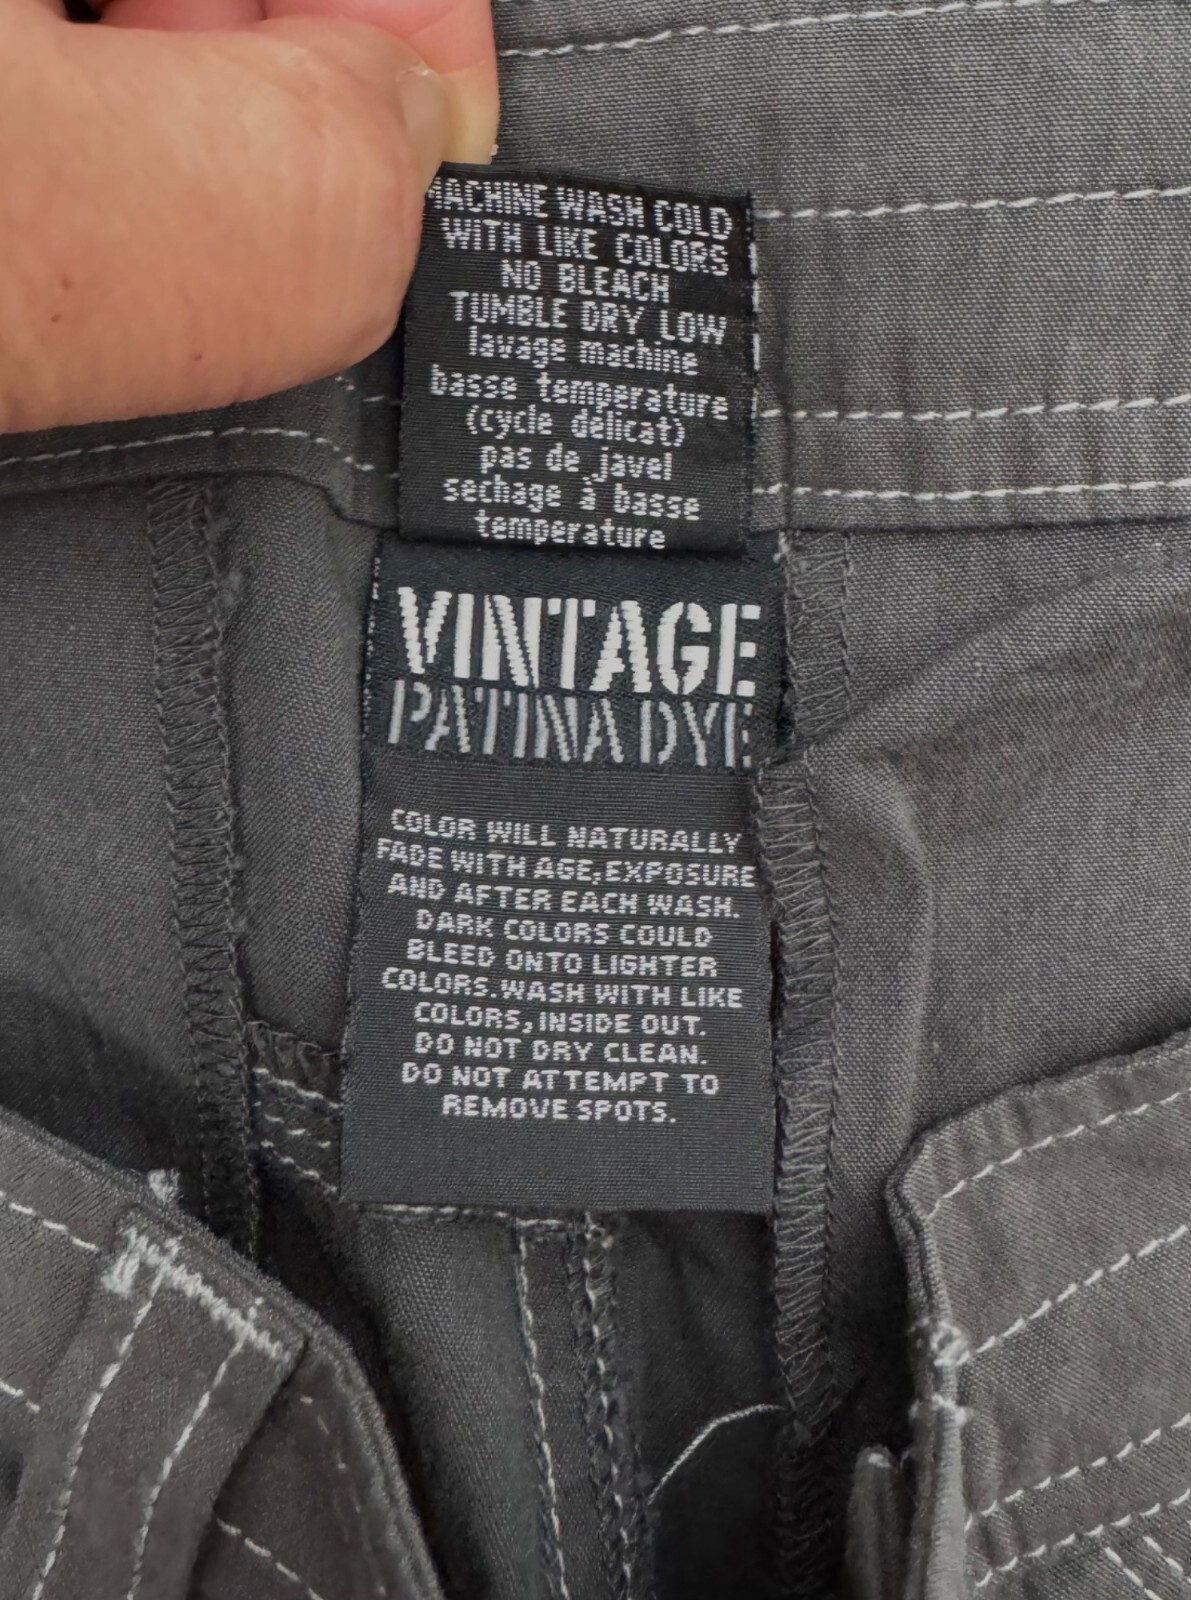 MACHINE WASH COLD
WITH LIKE COLORS
NO BLEACH
TUMBLE DRY LOW
lavage machine
basse temperature
(cycle délicat)
pas de javel
sechage à basse
temperature
VINTAGE
PATINA DYE
COLOR WILL NATURALLY
FADE WITH AGE, EXPOSURE
AND AFTER EACH WASH.
DARK COLORS COULD
BLEED ONTO LIGHTER
COLORS. WASH WITH LIKE
COLORS, INSIDE OUT.
DO NOT DRY CLEAN.
DO NOT ATTEMPT TO
REMOVE SPOTS.